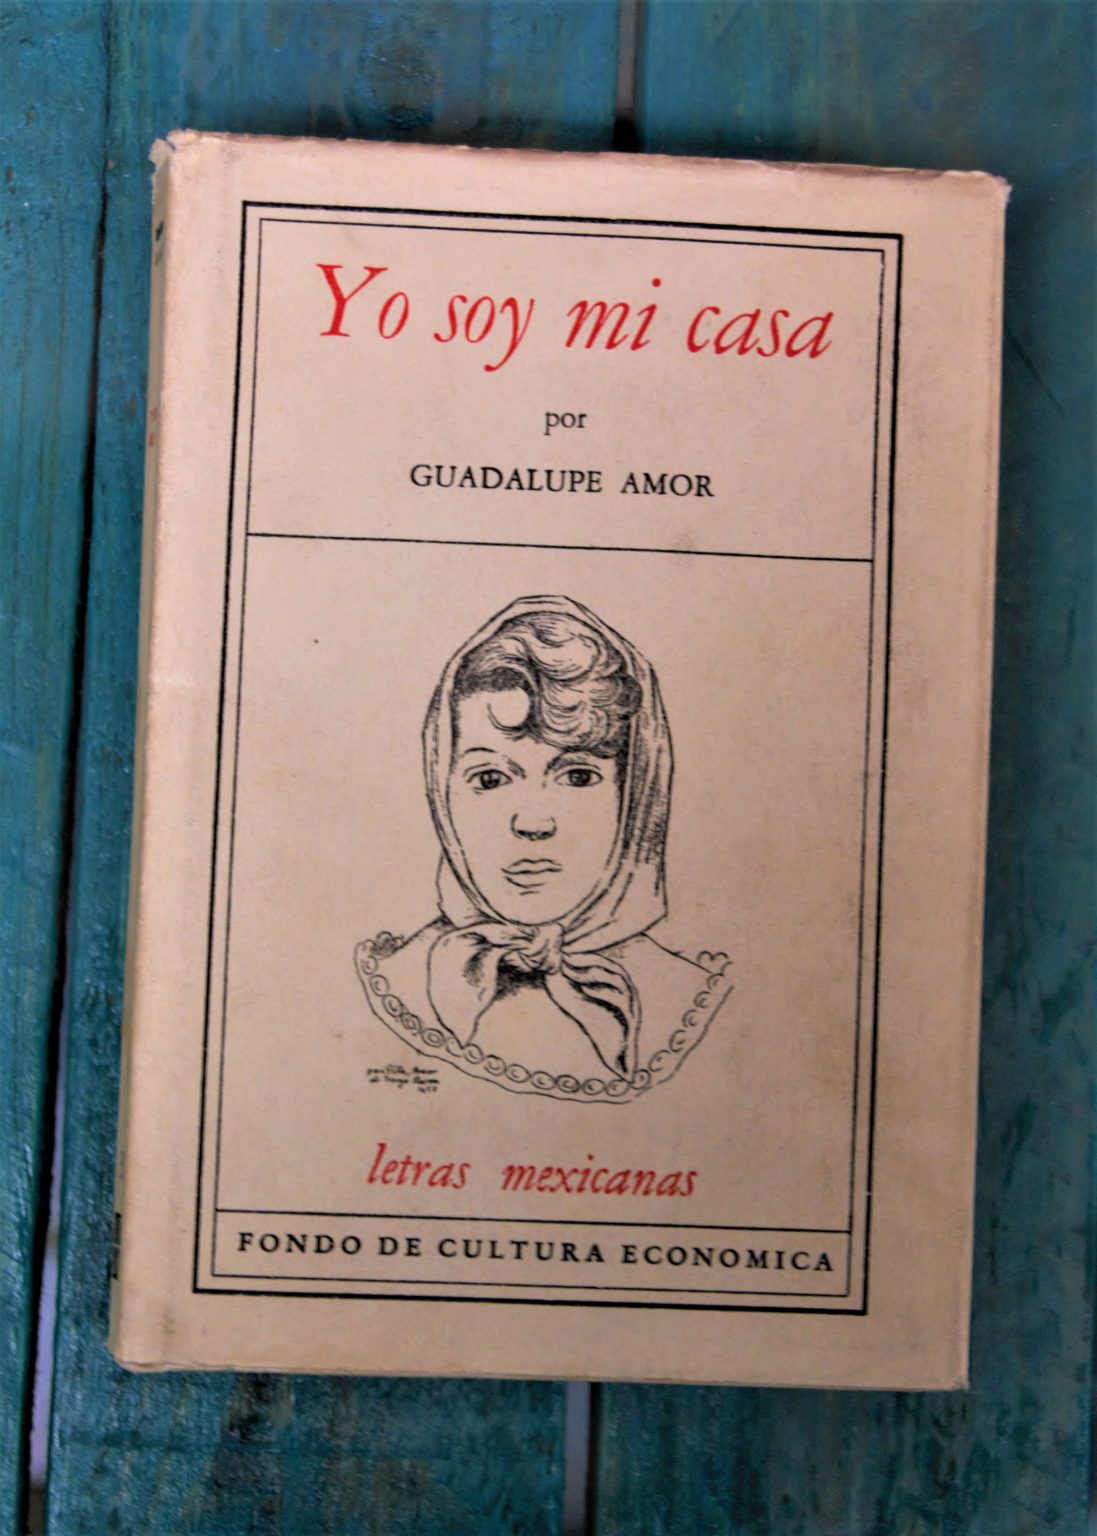 Yo soy mi casa
por
GUADALUPE AMOR
letras mexicanas
FONDO DE CULTURA ECONOMICA